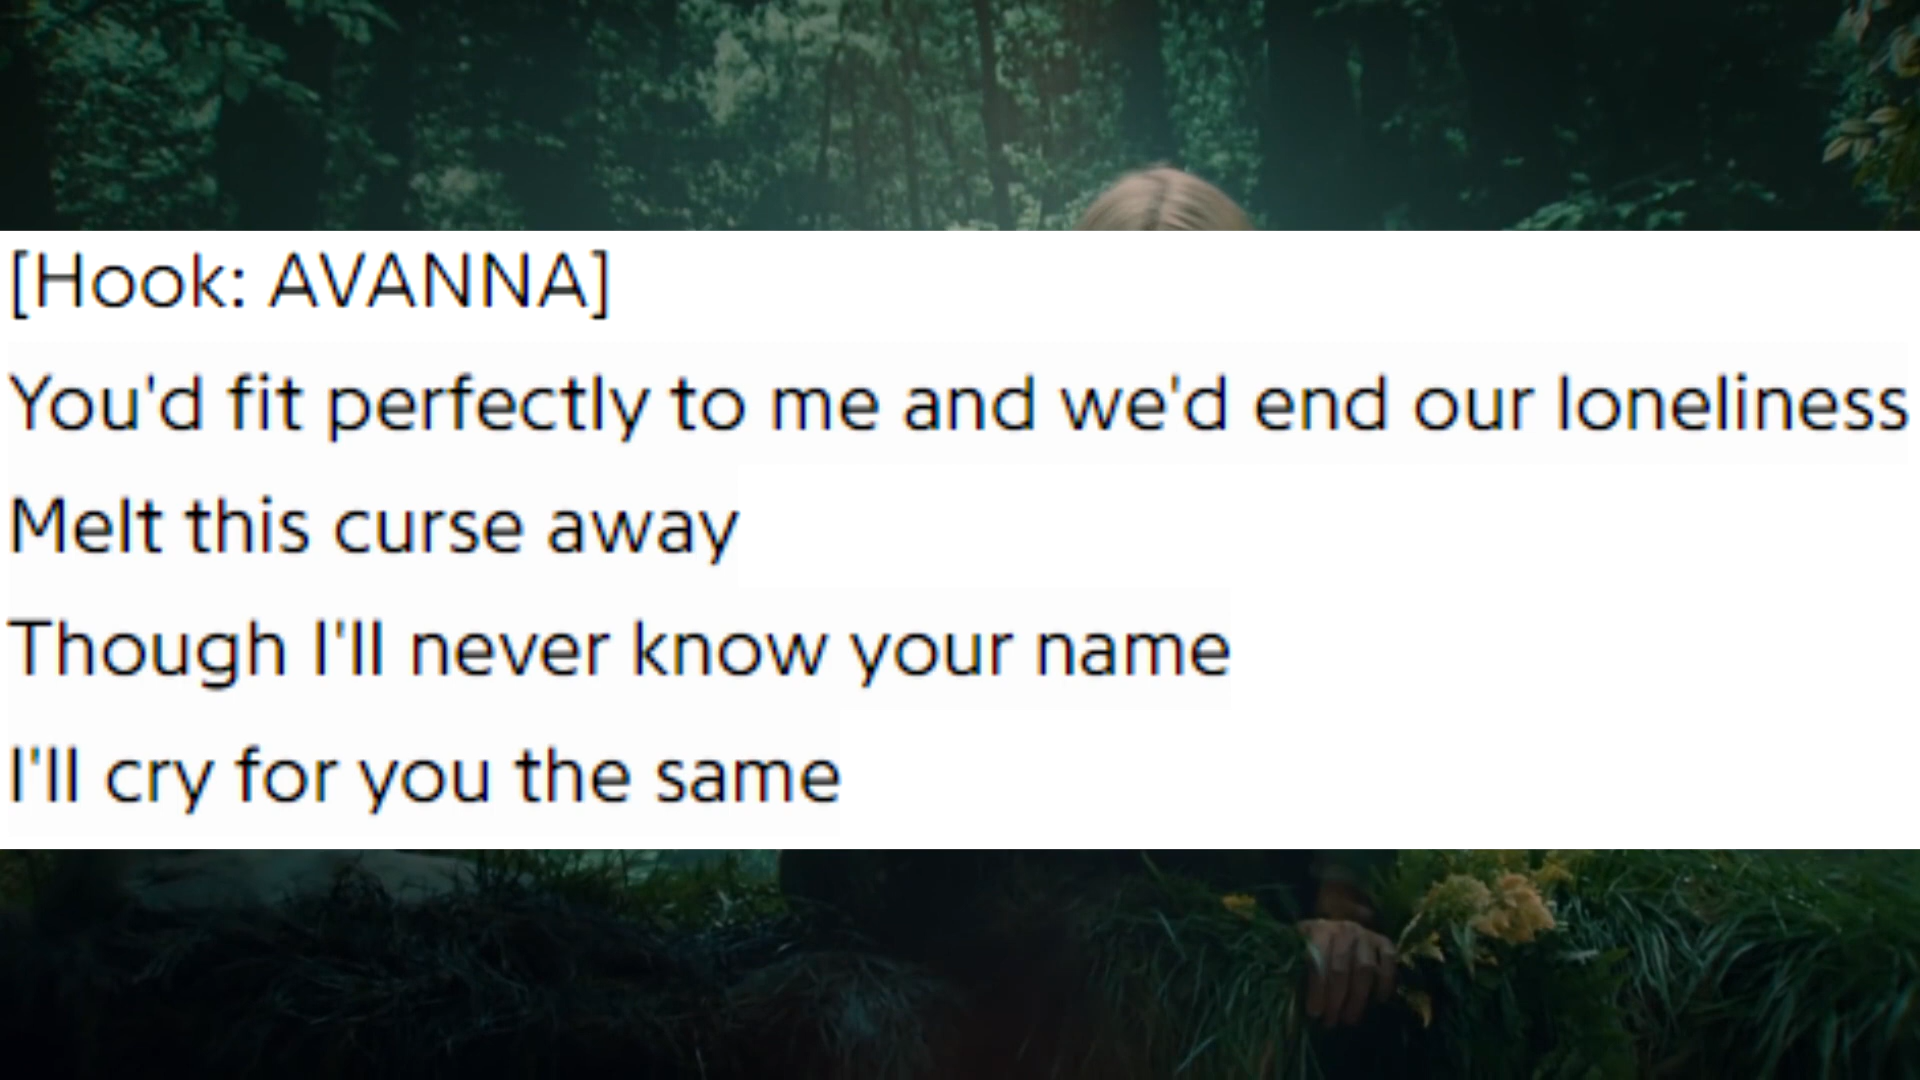 [Hook: AVANNA]
You'd fit perfectly to me and we'd end our loneliness
Melt this curse away
Though I'll never know your name
I'll cry for you the same